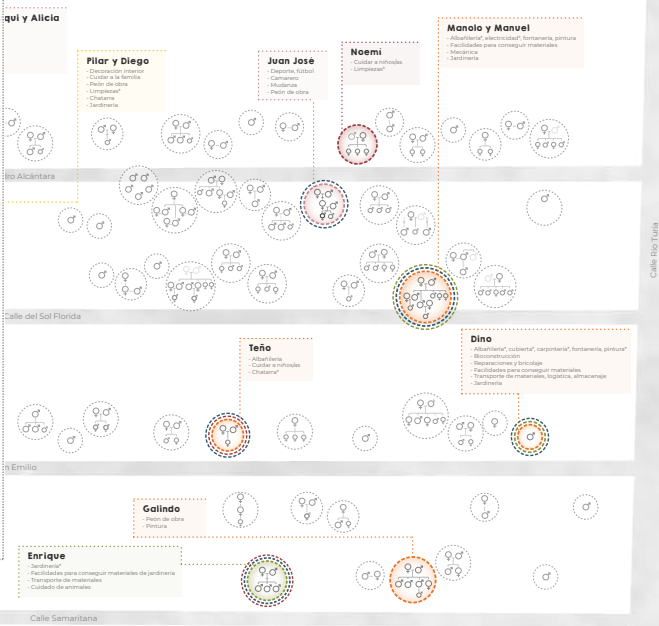 qui y Alicia
Pilar y Diego
- Decoración interior
- Cuidar a la familia
- Peón de obra
- Limpiezas*
- Chatarra
- Jardinería
Juan José
- Deporte, fútbol
- Camarero
- Mudanza
- Peón de obra
Noemí
- Cuidar a niños/as
- Limpiezas*
Manolo y Manuel
- Albañilería*, electricidad*, fontanería, pintura
- Facilidades para conseguir materiales
- Mecánica
- Jardinería
dro Alcántara
Calle Río Turia
Calle del Sol Florida
Teño
- Albañilería
- Cuidar a niños/as
- Chatarra*
Dino
- Albañilería*, cubierta*, carpintería*, fontanería, pintura*
- Bioconstrucción
- Reparaciones y bricolaje
- Facilidades para conseguir materiales
- Transporte de materiales, logística, almacenaje
- Jardinería
n Emilio
Galindo
- Peón de obra
- Pintura
Enrique
- Jardinería*
- Facilidades para conseguir materiales de jardinería
- Transporte de materiales
- Cuidado de animales
Calle Samaritana